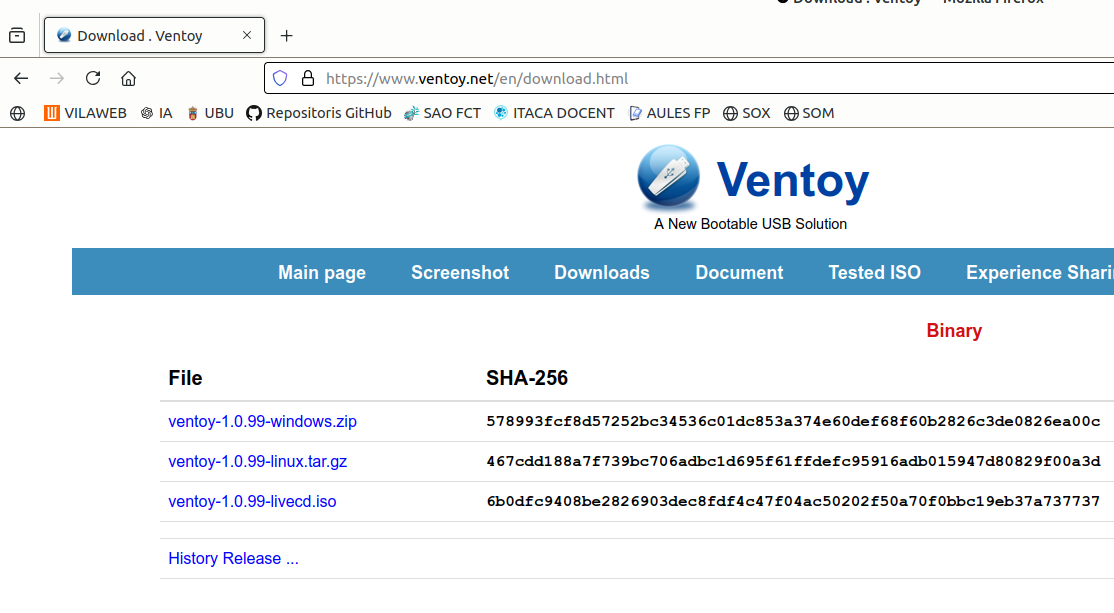 Download . Ventoy — Mozilla Firefox
Download . Ventoy
https://www.ventoy.net/en/download.html
VILAWEB IA UBU Repositoris GitHub SAO FCT ITACA DOCENT AULES FP SOX SOM
Ventoy
A New Bootable USB Solution
Main page Screenshot Downloads Document Tested ISO Experience Shari
Binary
File SHA-256
ventoy-1.0.99-windows.zip 578993fcf8d57252bc34536c01dc853a374e60def68f60b2826c3de0826ea00c
ventoy-1.0.99-linux.tar.gz 467cdd188a7f739bc706adbc1d695f61ffdefc95916adb015947d80829f00a3d
ventoy-1.0.99-livecd.iso 6b0dfc9408be2826903dec8fdf4c47f04ac50202f50a70f0bbc19eb37a737737
History Release ...